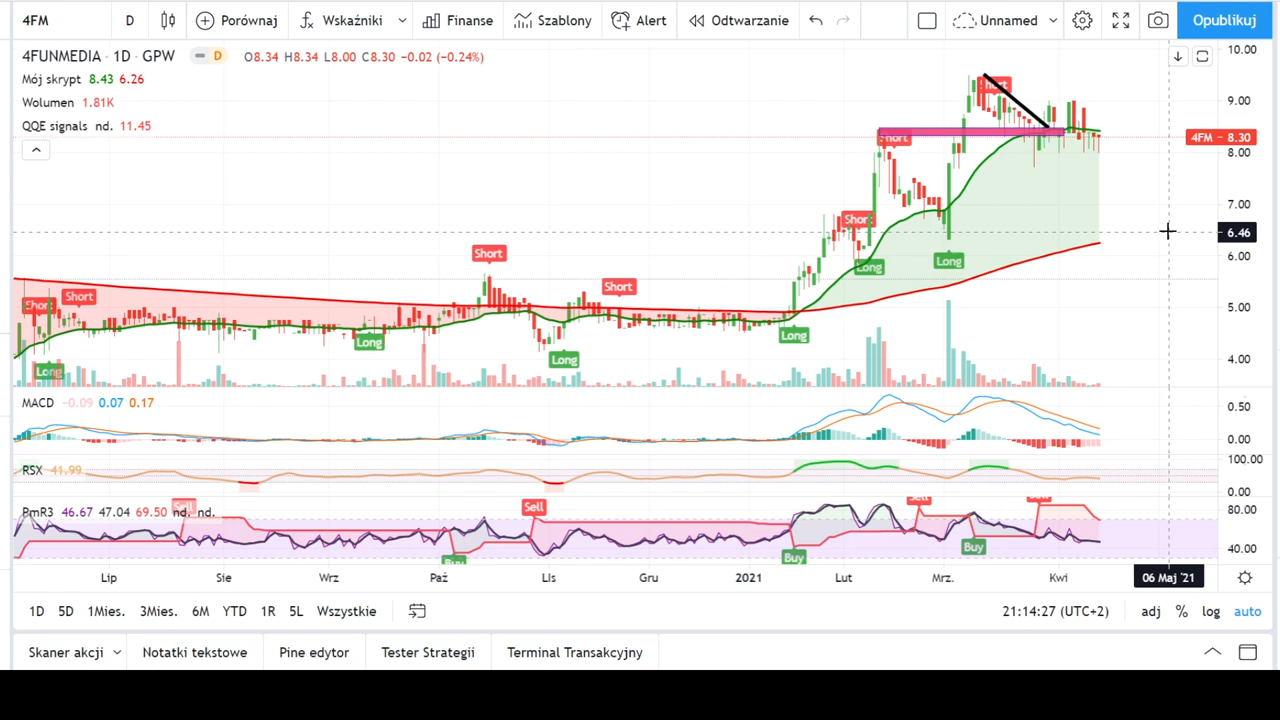 4FM D Porównaj Wskaźniki Finanse Szablony Alert Odtwarzanie Unnamed Opublikuj
4FUNMEDIA · 1D · GPW D O8.34 H8.34 L8.00 C8.30 −0.02 (−0.24%)
Mój skrypt 8.43 6.26
Wolumen 1.81K
QQE signals nd. 11.45
10.00
9.00
4FM − 8.30
8.00
7.00
6.46
6.00
5.00
4.00
Short
Short
Short
Short
Short
Short
Short
Long
Long
Long
Long
Long
Long
MACD −0.09 0.07 0.17
0.50
0.00
RSX 41.99
100.00
0.00
PmR3 46.67 47.04 69.50 nd. nd.
80.00
40.00
Sell
Sell
Sell
Sell
Buy
Buy
Buy
Lip Sie Wrz Paź Lis Gru 2021 Lut Mrz. Kwi 06 Maj '21
1D 5D 1Mies. 3Mies. 6M YTD 1R 5L Wszystkie 21:14:27 (UTC+2) adj % log auto
Skaner akcji Notatki tekstowe Pine edytor Tester Strategii Terminal Transakcyjny